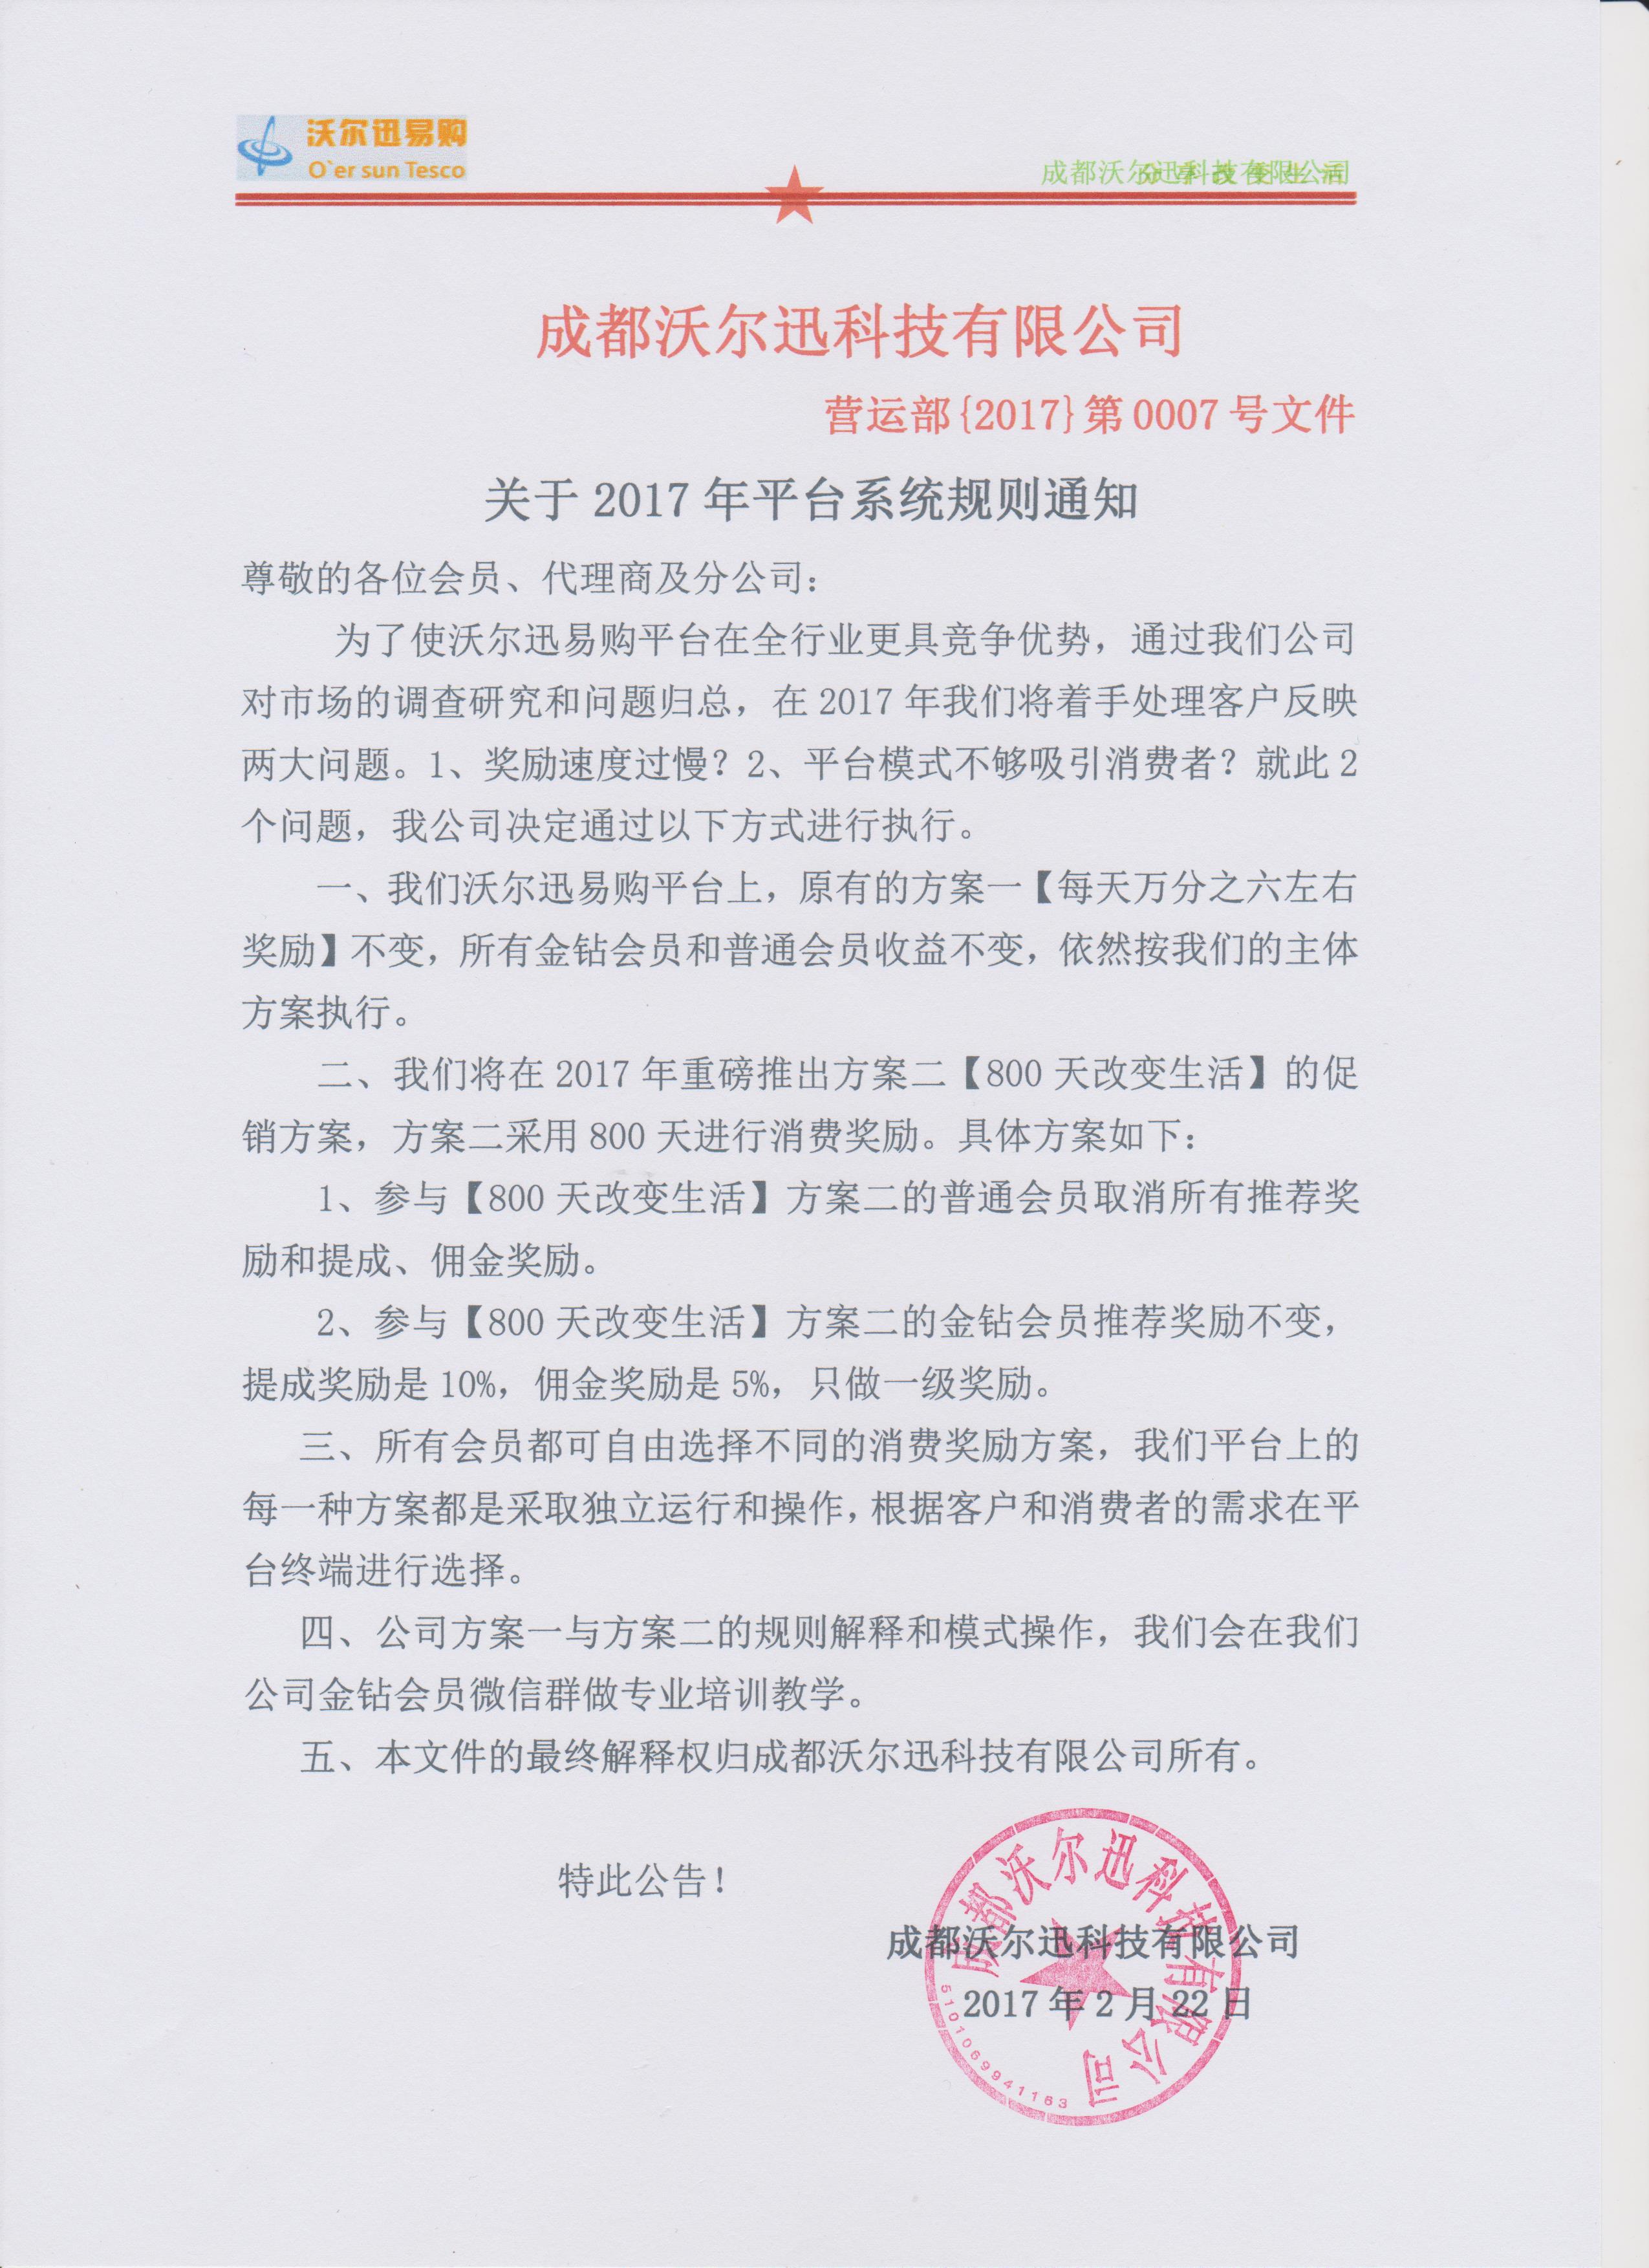 沃尔迅易购
O`er sun Tesco
成都沃尔迅科技有限公司
成都沃尔迅科技有限公司
营运部{2017}第0007号文件
关于2017年平台系统规则通知
尊敬的各位会员、代理商及分公司：
为了使沃尔迅易购平台在全行业更具竞争优势，通过我们公司
对市场的调查研究和问题归总，在2017年我们将着手处理客户反映
两大问题。1、奖励速度过慢？2、平台模式不够吸引消费者？就此2
个问题，我公司决定通过以下方式进行执行。
一、我们沃尔迅易购平台上，原有的方案一【每天万分之六左右
奖励】不变，所有金钻会员和普通会员收益不变，依然按我们的主体
方案执行。
二、我们将在2017年重磅推出方案二【800天改变生活】的促
销方案，方案二采用800天进行消费奖励。具体方案如下：
1、参与【800天改变生活】方案二的普通会员取消所有推荐奖
励和提成、佣金奖励。
2、参与【800天改变生活】方案二的金钻会员推荐奖励不变，
提成奖励是10%，佣金奖励是5%，只做一级奖励。
三、所有会员都可自由选择不同的消费奖励方案，我们平台上的
每一种方案都是采取独立运行和操作，根据客户和消费者的需求在平
台终端进行选择。
四、公司方案一与方案二的规则解释和模式操作，我们会在我们
公司金钻会员微信群做专业培训教学。
五、本文件的最终解释权归成都沃尔迅科技有限公司所有。
特此公告！
成都沃尔迅科技有限公司
2017年2月22日
成都沃尔迅科技有限公司
5101069941163